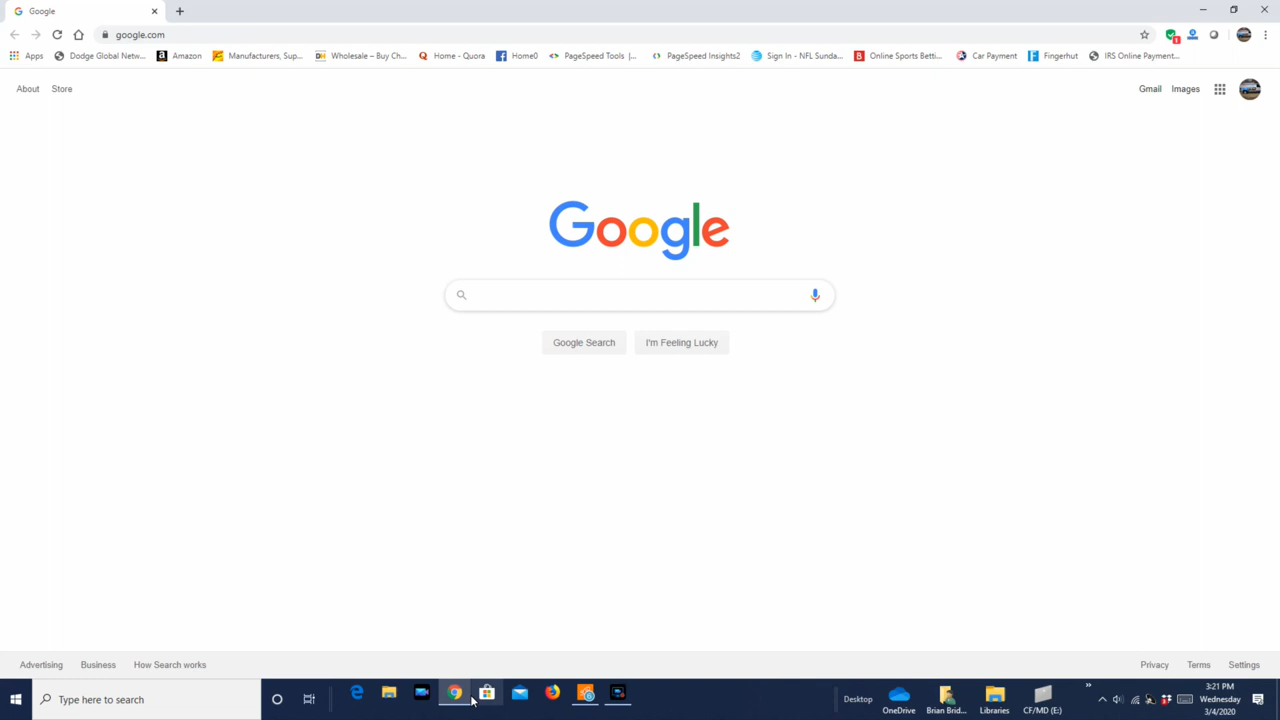 Google
google.com
Apps Dodge Global Netw... Amazon Manufacturers, Sup... Wholesale – Buy Ch... Home - Quora Home0 PageSpeed Tools |... PageSpeed Insights2 Sign In - NFL Sunda... Online Sports Betti... Car Payment Fingerhut IRS Online Payment...
About Store Gmail Images
Google
Google Search I'm Feeling Lucky
Advertising Business How Search works Privacy Terms Settings
Type here to search Desktop OneDrive Brian Brid... Libraries CF/MD (E:)
3:21 PM
Wednesday
3/4/2020